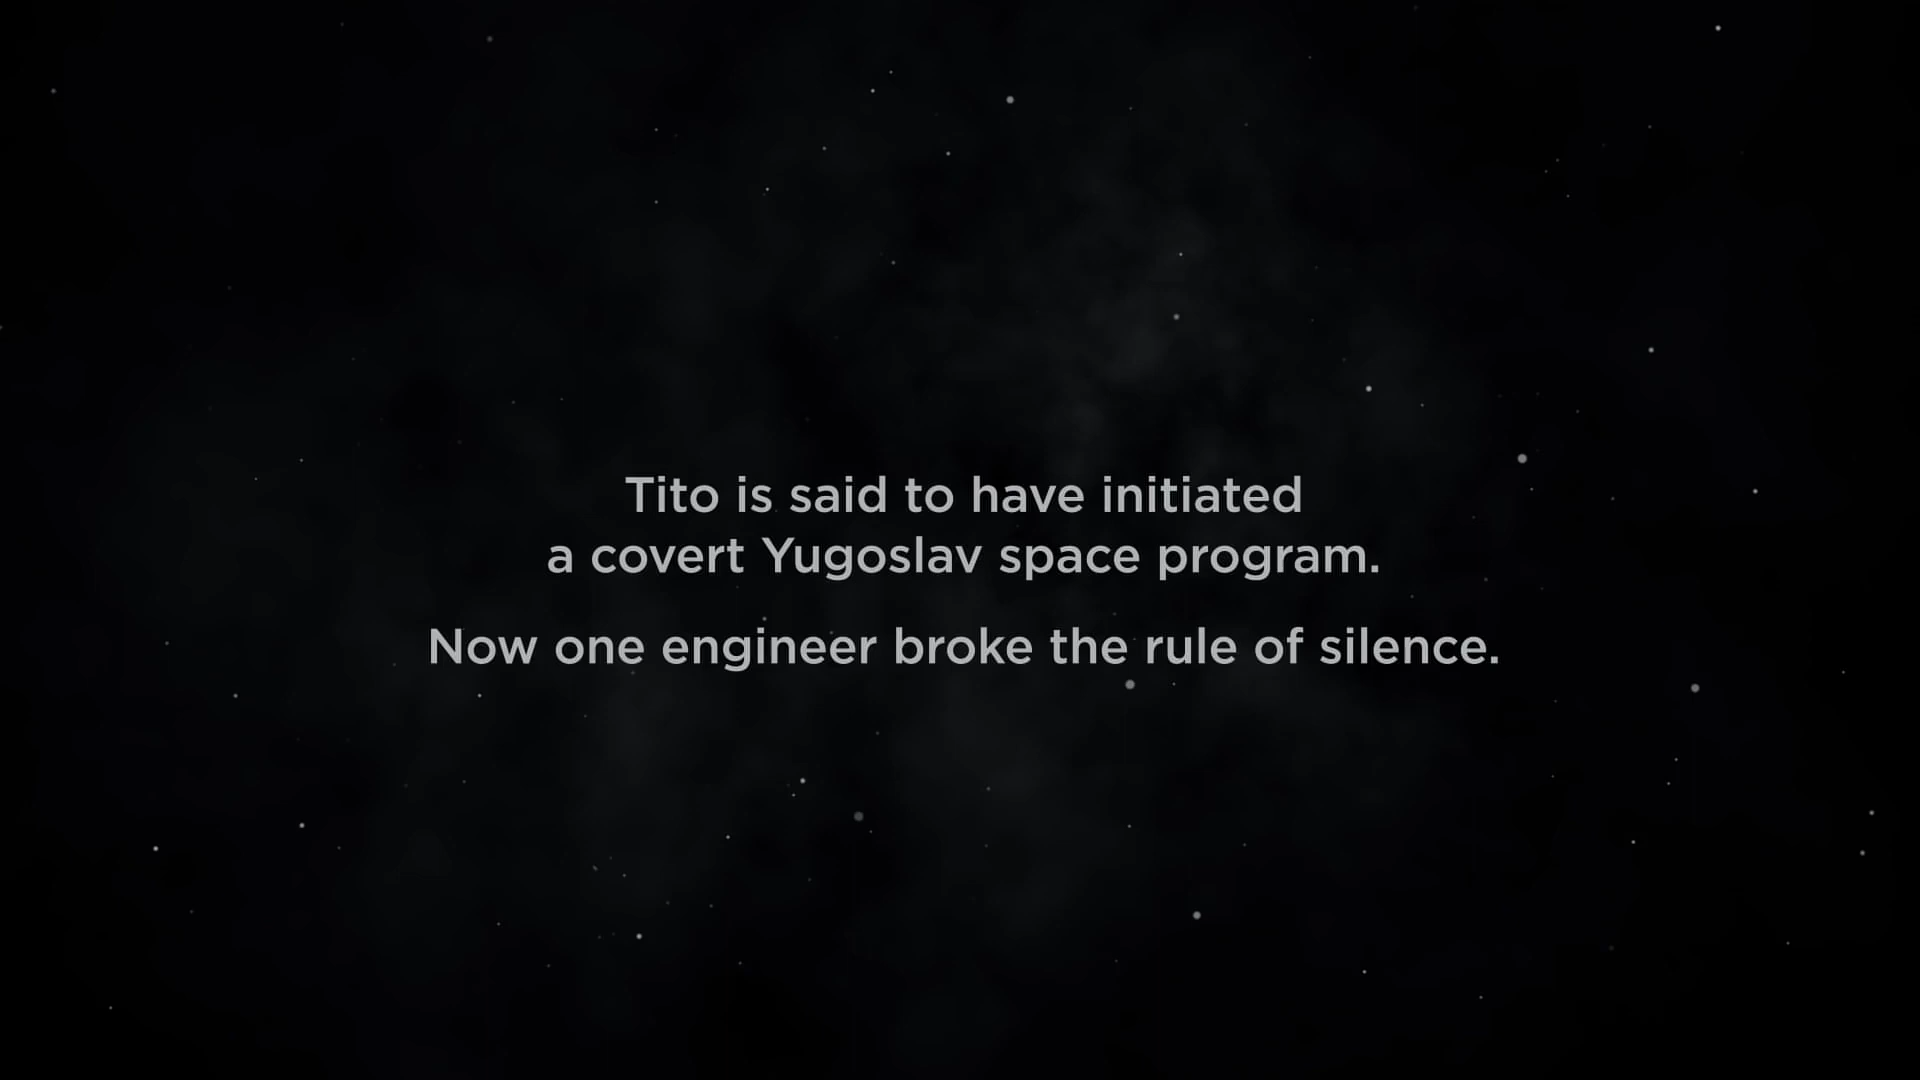 Tito is said to have initiated
a covert Yugoslav space program.
Now one engineer broke the rule of silence.